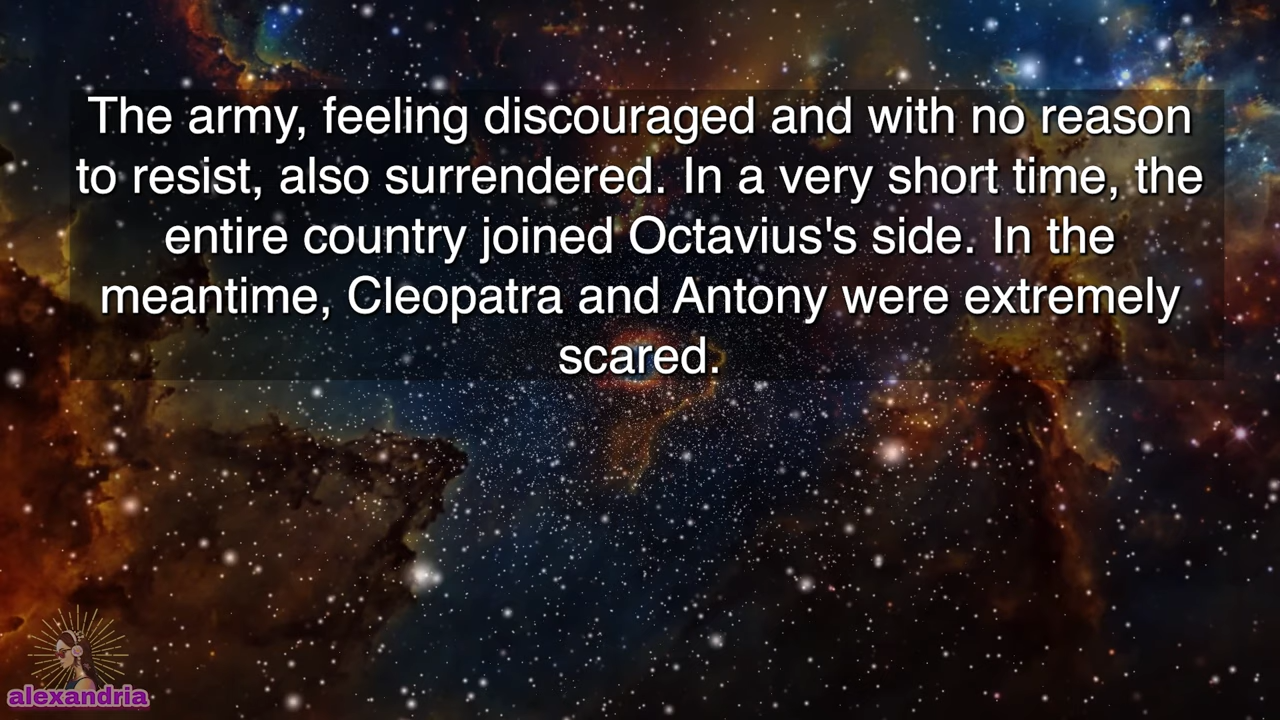 The army, feeling discouraged and with no reason
to resist, also surrendered. In a very short time, the
entire country joined Octavius's side. In the
meantime, Cleopatra and Antony were extremely
scared.
alexandria